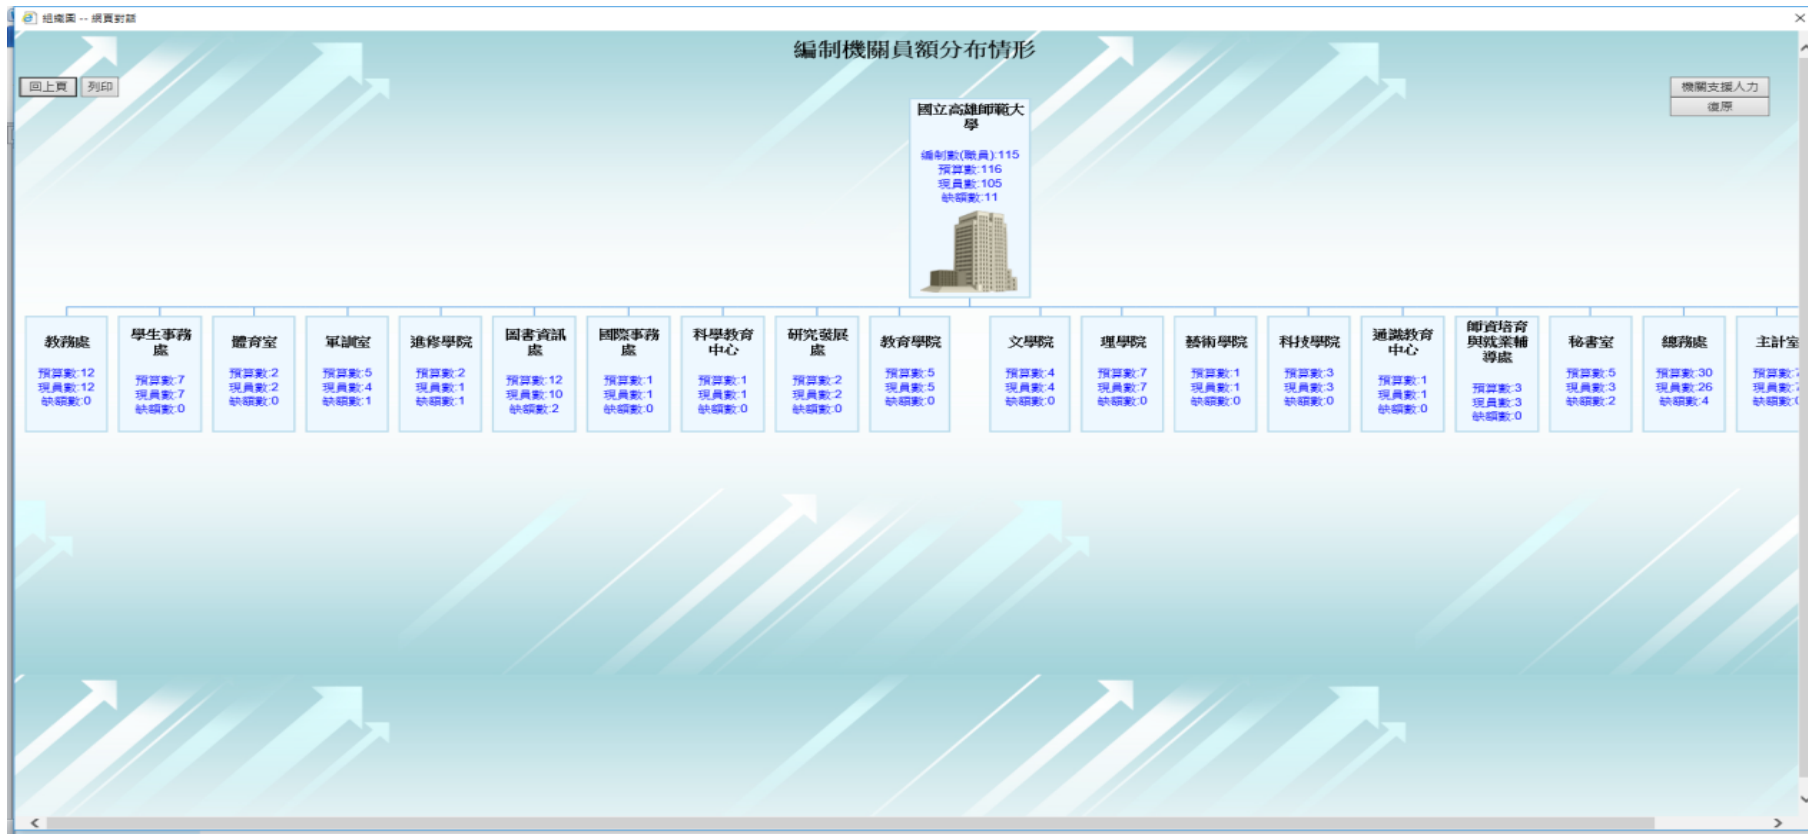 組織圖 -- 網頁對話
編制機關員額分布情形
回上頁
列印
機關支援人力
復原
國立高雄師範大
學
編制數(職員):115
預算數:116
現員數:105
缺額數:11
教務處
預算數:12
現員數:12
缺額數:0
學生事務
處
預算數:7
現員數:7
缺額數:0
體育室
預算數:2
現員數:2
缺額數:0
軍訓室
預算數:5
現員數:4
缺額數:1
進修學院
預算數:2
現員數:1
缺額數:1
圖書資訊
處
預算數:12
現員數:10
缺額數:2
國際事務
處
預算數:1
現員數:1
缺額數:0
科學教育
中心
預算數:1
現員數:1
缺額數:0
研究發展
處
預算數:2
現員數:2
缺額數:0
教育學院
預算數:5
現員數:5
缺額數:0
文學院
預算數:4
現員數:4
缺額數:0
理學院
預算數:7
現員數:7
缺額數:0
藝術學院
預算數:1
現員數:1
缺額數:0
科技學院
預算數:3
現員數:3
缺額數:0
通識教育
中心
預算數:1
現員數:1
缺額數:0
師資培育
與就業輔
導處
預算數:3
現員數:3
缺額數:0
秘書室
預算數:5
現員數:3
缺額數:2
總務處
預算數:30
現員數:26
缺額數:4
主計室
預算數:
現員數:
缺額數: